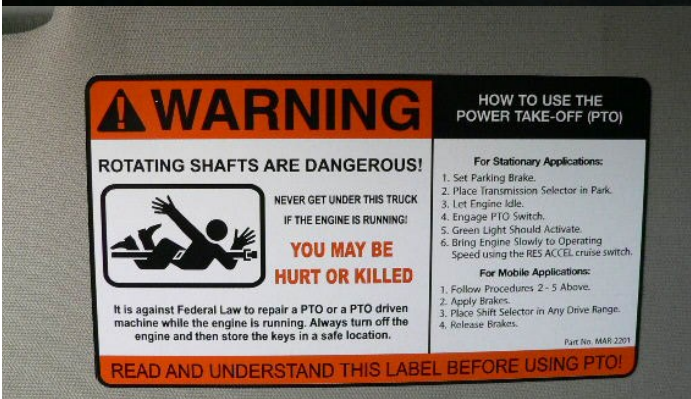 WARNING
ROTATING SHAFTS ARE DANGEROUS!
NEVER GET UNDER THIS TRUCK
IF THE ENGINE IS RUNNING!
YOU MAY BE
HURT OR KILLED
It is against Federal Law to repair a PTO or a PTO driven
machine while the engine is running. Always turn off the
engine and then store the keys in a safe location.
HOW TO USE THE
POWER TAKE-OFF (PTO)
For Stationary Applications:
1. Set Parking Brake.
2. Place Transmission Selector in Park.
3. Let Engine Idle.
4. Engage PTO Switch.
5. Green Light Should Activate.
6. Bring Engine Slowly to Operating
Speed using the RES ACCEL cruise switch.
For Mobile Applications:
1. Follow Procedures 2 - 5 Above.
2. Apply Brakes.
3. Place Shift Selector in Any Drive Range.
4. Release Brakes.
Part No. MAR-2201
READ AND UNDERSTAND THIS LABEL BEFORE USING PTO!